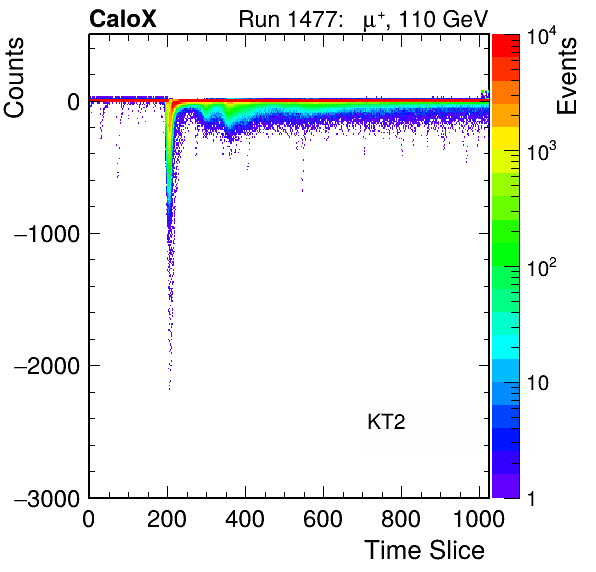 CaloX Run 1477: μ⁺, 110 GeV
Counts
Events
0
−1000
−2000
−3000
0 200 400 600 800 1000
Time Slice
KT2
10⁴
10³
10²
10
1